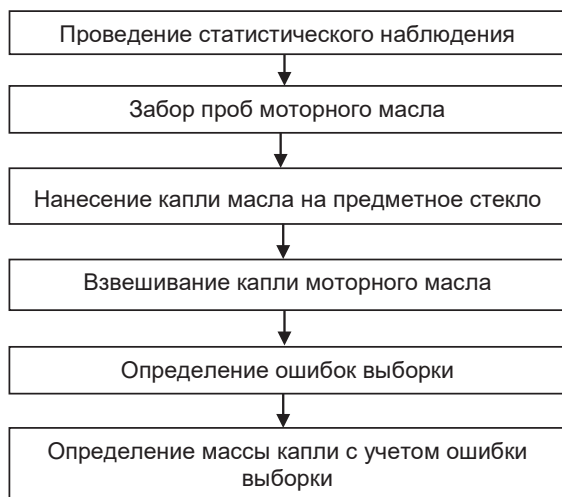 Проведение статистического наблюдения
Забор проб моторного масла
Нанесение капли масла на предметное стекло
Взвешивание капли моторного масла
Определение ошибок выборки
Определение массы капли с учетом ошибки
выборки